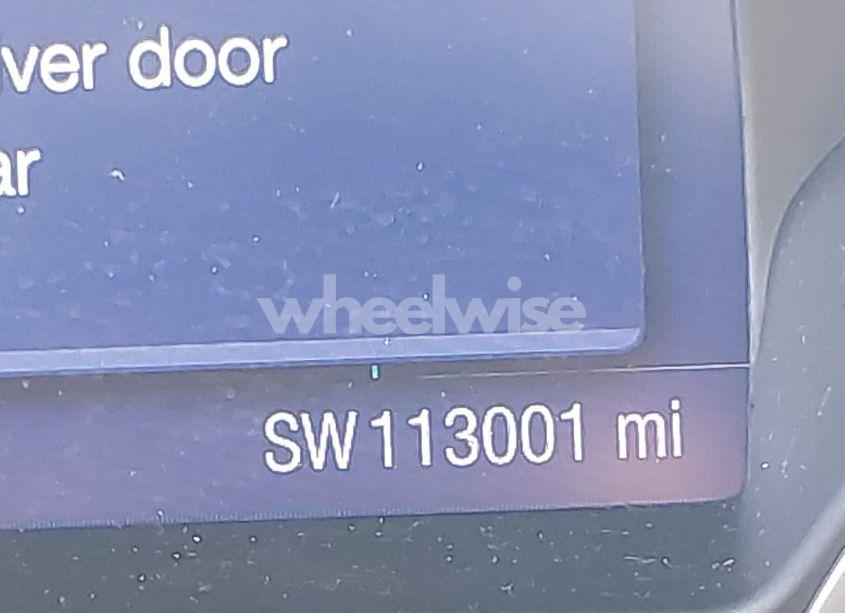 ver door
ar
wheelwise
SW 113001 mi